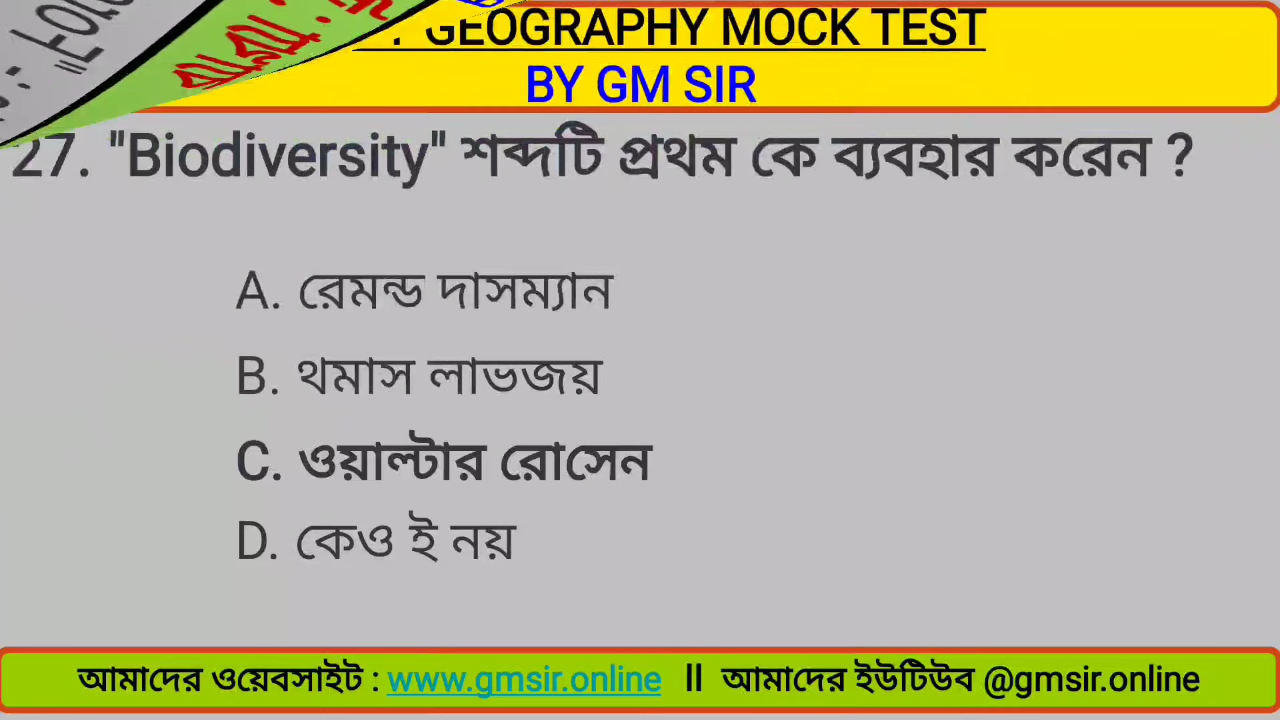 GEOGRAPHY MOCK TEST
BY GM SIR
27. "Biodiversity" শব্দটি প্রথম কে ব্যবহার করেন ?
A. রেমন্ড দাসম্যান
B. থমাস লাভজয়
C. ওয়াল্টার রোসেন
D. কেও ই নয়
আমাদের ওয়েবসাইট : www.gmsir.online ll আমাদের ইউটিউব @gmsir.online